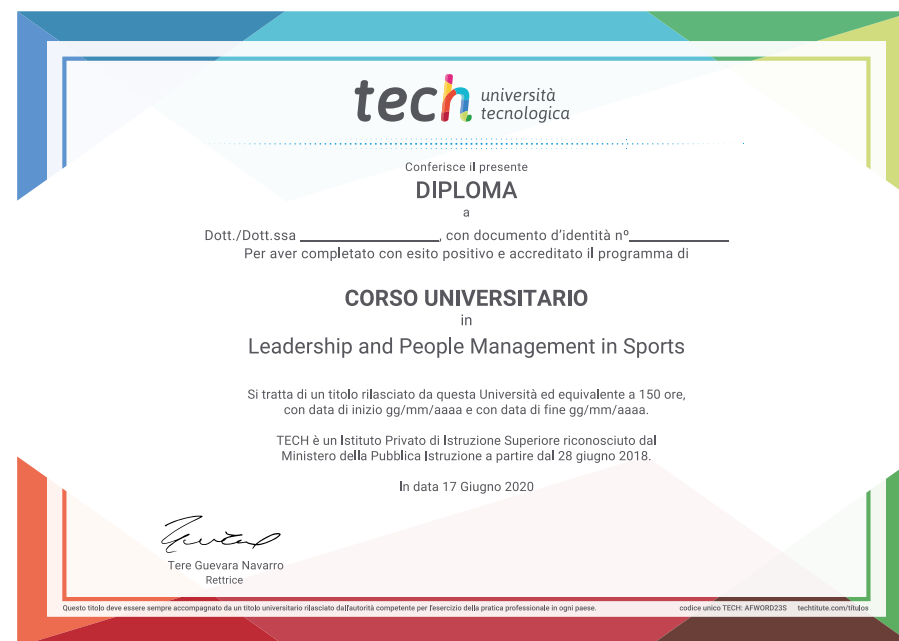 tech università
tecnologica
Conferisce il presente
DIPLOMA
a
Dott./Dott.ssa ____________________, con documento d'identità nº______________
Per aver completato con esito positivo e accreditato il programma di
CORSO UNIVERSITARIO
in
Leadership and People Management in Sports
Si tratta di un titolo rilasciato da questa Università ed equivalente a 150 ore,
con data di inizio gg/mm/aaaa e con data di fine gg/mm/aaaa.
TECH è un Istituto Privato di Istruzione Superiore riconosciuto dal
Ministero della Pubblica Istruzione a partire dal 28 giugno 2018.
In data 17 Giugno 2020
Tere Guevara Navarro
Rettrice
Questo titolo deve essere sempre accompagnato da un titolo universitario rilasciato dall'autorità competente per l'esercizio della pratica professionale in ogni paese. codice unico TECH: AFWORD23S techtitute.com/títulos